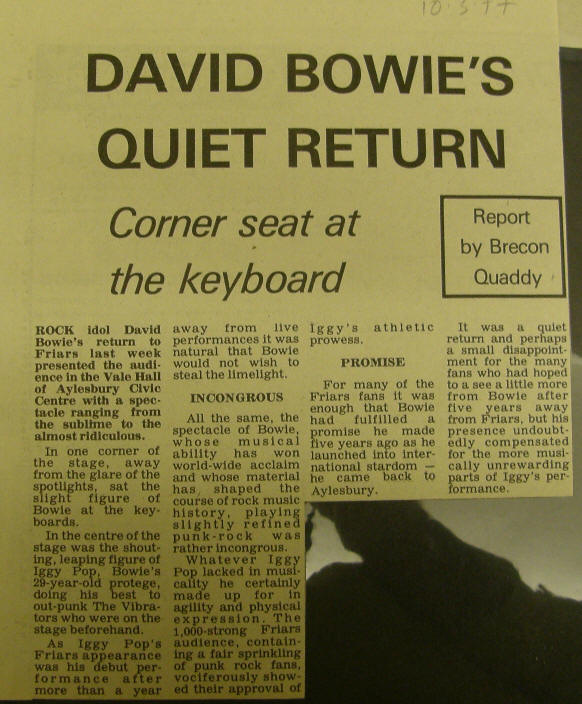 10.3.77
DAVID BOWIE'S
QUIET RETURN
Corner seat at
the keyboard
Report
by Brecon
Quaddy
ROCK idol David
Bowie's return to
Friars last week
presented the audi-
ence in the Vale Hall
of Aylesbury Civic
Centre with a spec-
tacle ranging from
the sublime to the
almost ridiculous.
In one corner of
the stage, away
from the glare of the
spotlights, sat the
slight figure of
Bowie at the key-
boards.
In the centre of the
stage was the shout-
ing, leaping figure of
Iggy Pop, Bowie's
29-year-old protege,
doing his best to
out-punk The Vibra-
tors who were on the
stage beforehand.
As Iggy Pop's
Friars appearance
was his debut per-
formance after
more than a year
away from live
performances it was
natural that Bowie
would not wish to
steal the limelight.
INCONGROUS
All the same, the
spectacle of Bowie,
whose musical
ability has won
world-wide acclaim
and whose material
has shaped the
course of rock music
history, playing
slightly refined
punk-rock was
rather incongrous.
Whatever Iggy
Pop lacked in musi-
cality he certainly
made up for in
agility and physical
expression. The
1,000-strong Friars
audience, contain-
ing a fair sprinkling
of punk rock fans,
vociferously show-
ed their approval of
Iggy's athletic
prowess.
PROMISE
For many of the
Friars fans it was
enough that Bowie
had fulfilled a
promise he made
five years ago as he
launched into inter-
national stardom —
he came back to
Aylesbury.
It was a quiet
return and perhaps
a small disappoint-
ment for the many
fans who had hoped
to a see a little more
from Bowie after
five years away
from Friars, but his
presence undoubt-
edly compensated
for the more musi-
cally unrewarding
parts of Iggy's per-
formance.